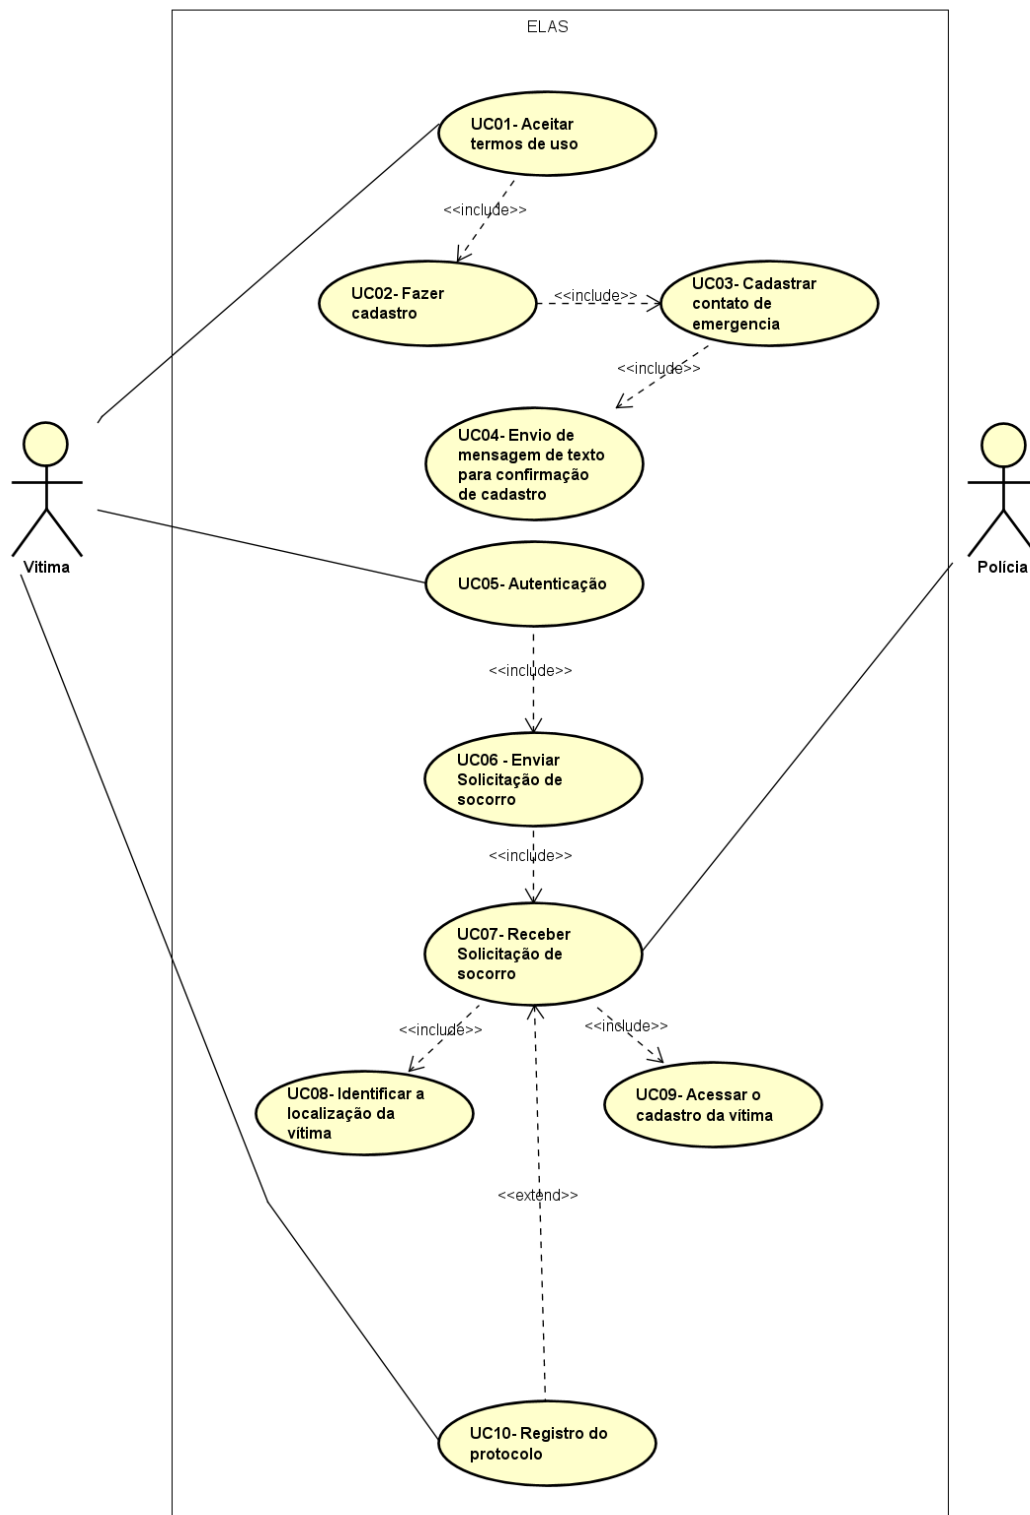 ELAS
UC01- Aceitar
termos de uso
<<include>>
UC02- Fazer
cadastro
<<include>>
UC03- Cadastrar
contato de
emergencia
<<include>>
UC04- Envio de
mensagem de texto
para confirmação
de cadastro
Vitima
Polícia
UC05- Autenticação
<<include>>
UC06 - Enviar
Solicitação de
socorro
<<include>>
UC07- Receber
Solicitação de
socorro
<<include>>
<<include>>
UC08- Identificar a
localização da
vítima
UC09- Acessar o
cadastro da vítima
<<extend>>
UC10- Registro do
protocolo